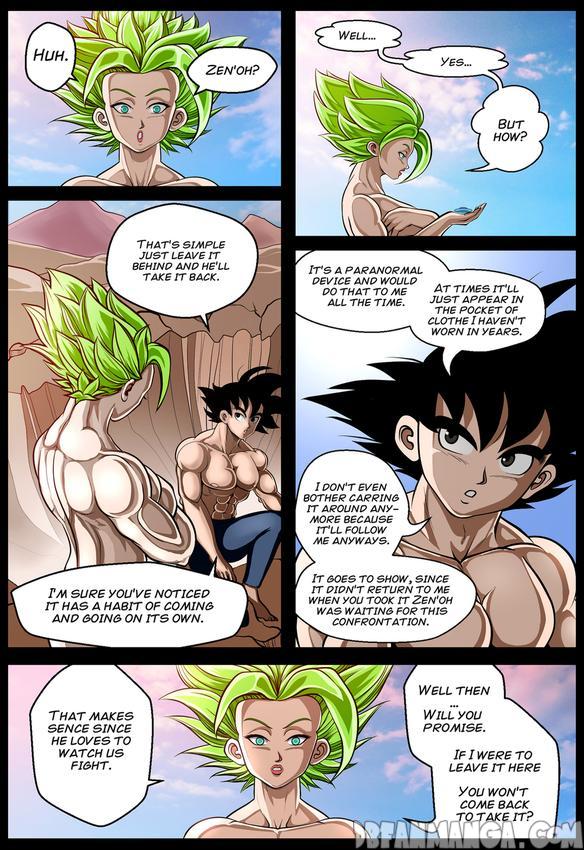 HUH.
ZEN'OH?
WELL...
YES...
BUT
HOW?
THAT'S SIMPLE
JUST LEAVE IT
BEHIND AND HE'LL
TAKE IT BACK.
I'M SURE YOU'VE NOTICED
IT HAS A HABIT OF COMING
AND GOING ON ITS OWN.
IT'S A PARANORMAL
DEVICE AND WOULD
DO THAT TO ME
ALL THE TIME.
AT TIMES IT'LL
JUST APPEAR IN
THE POCKET OF
CLOTHE I HAVEN'T
WORN IN YEARS.
I DON'T EVEN
BOTHER CARRING
IT AROUND ANY-
MORE BECAUSE
IT'LL FOLLOW
ME ANYWAYS.
IT GOES TO SHOW, SINCE
IT DIDN'T RETURN TO ME
WHEN YOU TOOK IT ZEN'OH
WAS WAITING FOR THIS
CONFRONTATION.
THAT MAKES
SENCE SINCE
HE LOVES TO
WATCH US
FIGHT.
WELL THEN
...
WILL YOU
PROMISE.
IF I WERE TO
LEAVE IT HERE
YOU WON'T
COME BACK
TO TAKE IT?
DBFANMANGA.COM